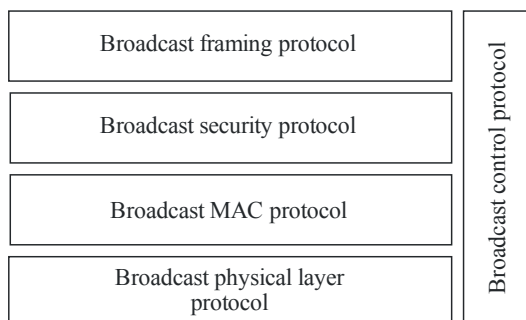 Broadcast framing protocol
Broadcast security protocol
Broadcast MAC protocol
Broadcast physical layer
protocol
Broadcast control protocol